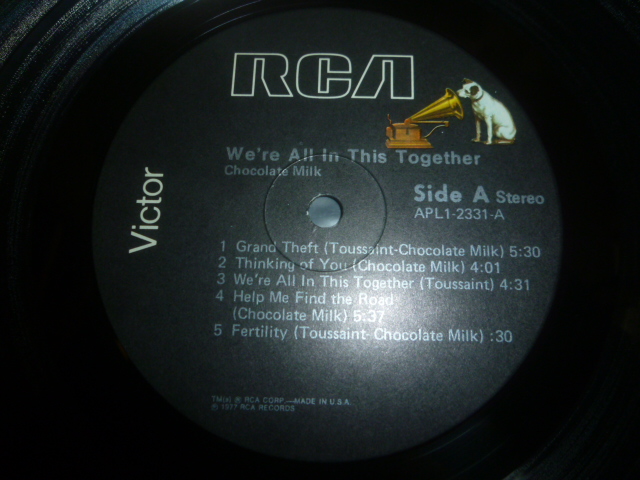 RCA
We're All In This Together
Chocolate Milk
Victor
Side A Stereo
APL1-2331-A
1 Grand Theft (Toussaint-Chocolate Milk) 5:30
2 Thinking of You (Chocolate Milk) 4:01
3 We're All In This Together (Toussaint) 4:31
4 Help Me Find the Road
(Chocolate Milk) 5:37
5 Fertility (Toussaint- Chocolate Milk) :30
TM(s) ® RCA CORP.—MADE IN U.S.A.
℗ 1977 RCA RECORDS